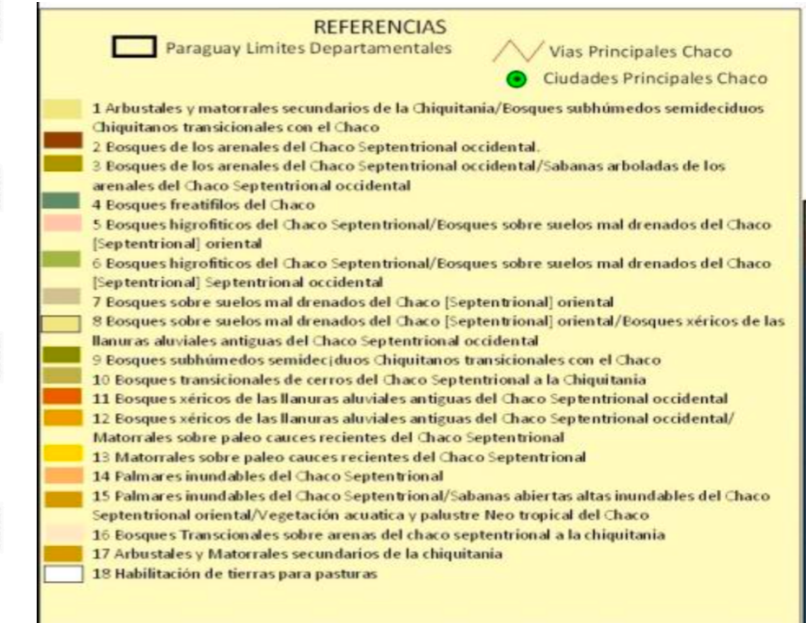 REFERENCIAS
Paraguay Limites Departamentales
Vias Principales Chaco
Ciudades Principales Chaco
1 Arbustales y matorrales secundarios de la Chiquitania/Bosques subhúmedos semideciduos
Chiquitanos transicionales con el Chaco
2 Bosques de los arenales del Chaco Septentrional occidental.
3 Bosques de los arenales del Chaco Septentrional occidental/Sabanas arboladas de los
arenales del Chaco Septentrional occidental
4 Bosques freatifilos del Chaco
5 Bosques higrofiticos del Chaco Septentrional/Bosques sobre suelos mal drenados del Chaco
[Septentrional] oriental
6 Bosques higrofiticos del Chaco Septentrional/Bosques sobre suelos mal drenados del Chaco
[Septentrional] Septentrional occidental
7 Bosques sobre suelos mal drenados del Chaco [Septentrional] oriental
8 Bosques sobre suelos mal drenados del Chaco [Septentrional] oriental/Bosques xéricos de las
llanuras aluviales antiguas del Chaco Septentrional occidental
9 Bosques subhúmedos semidec¡duos Chiquitanos transicionales con el Chaco
10 Bosques transicionales de cerros del Chaco Septentrional a la Chiquitania
11 Bosques xéricos de las llanuras aluviales antiguas del Chaco Septentrional occidental
12 Bosques xéricos de las llanuras aluviales antiguas del Chaco Septentrional occidental/
Matorrales sobre paleo cauces recientes del Chaco Septentrional
13 Matorrales sobre paleo cauces recientes del Chaco Septentrional
14 Palmares inundables del Chaco Septentrional
15 Palmares inundables del Chaco Septentrional/Sabanas abiertas altas inundables del Chaco
Septentrional oriental/Vegetación acuatica y palustre Neo tropical del Chaco
16 Bosques Transcionales sobre arenas del chaco septentrional a la chiquitania
17 Arbustales y Matorrales secundarios de la chiquitania
18 Habilitación de tierras para pasturas